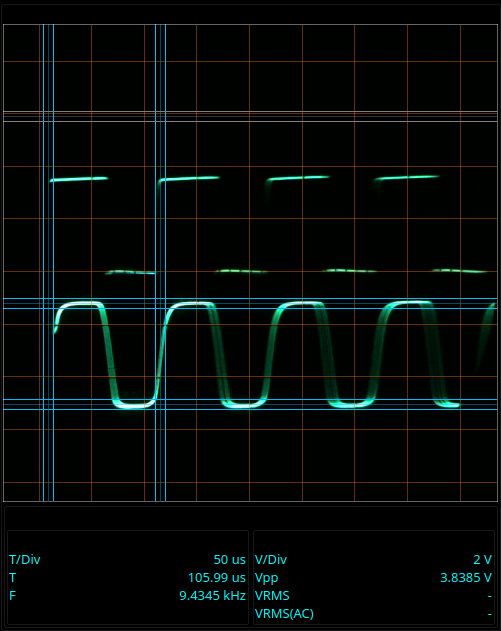 T/Div 50 us V/Div 2 V
T 105.99 us Vpp 3.8385 V
F 9.4345 kHz VRMS -
VRMS(AC) -